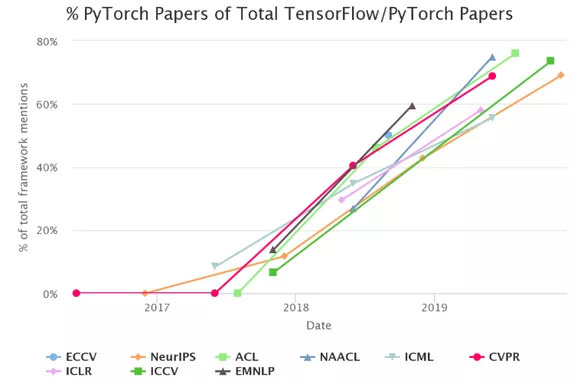 % PyTorch Papers of Total TensorFlow/PyTorch Papers
80%
60%
40%
20%
0%
% of total framework mentions
2017 2018 2019
Date
ECCV NeurIPS ACL NAACL ICML CVPR
ICLR ICCV EMNLP